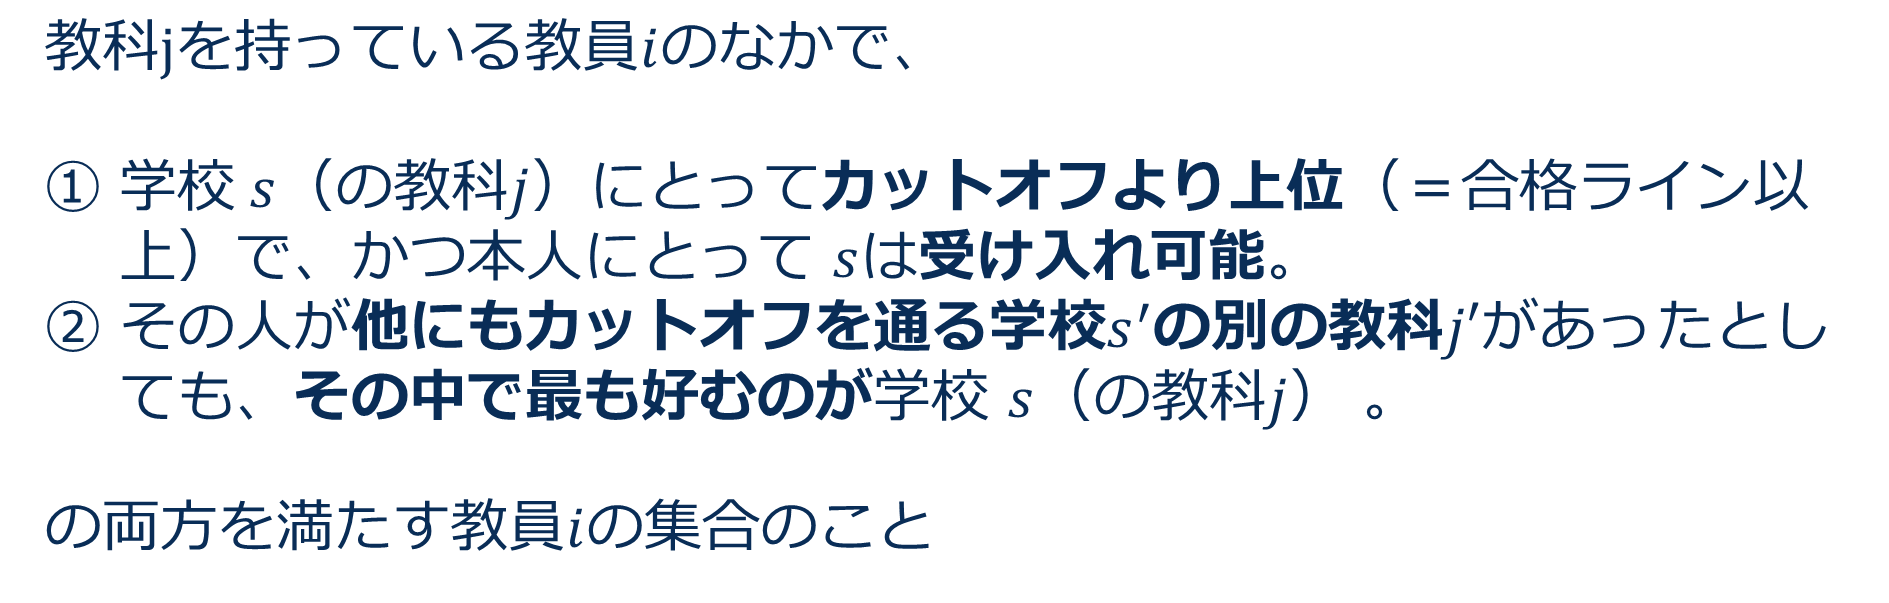 教科jを持っている教員iのなかで、
① 学校 s（の教科j）にとってカットオフより上位（＝合格ライン以
上）で、かつ本人にとって sは受け入れ可能。
② その人が他にもカットオフを通る学校s′の別の教科j′があったとし
ても、その中で最も好むのが学校 s（の教科j） 。
の両方を満たす教員iの集合のこと